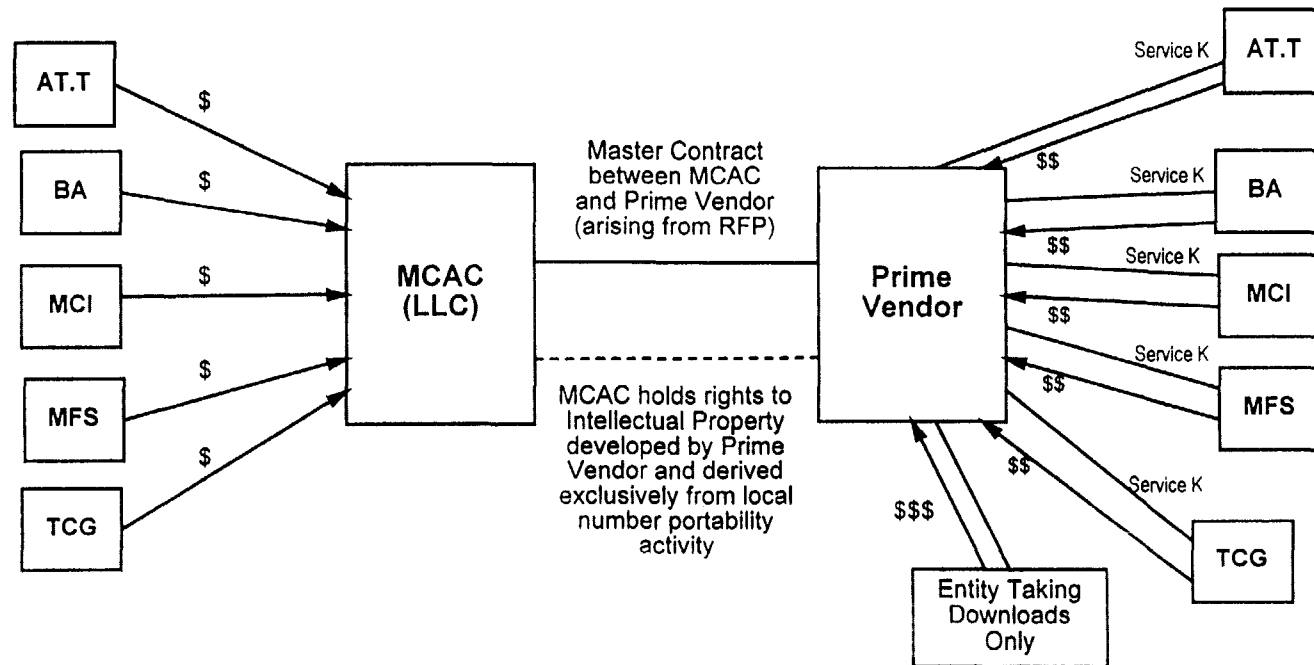 AT.T
$
BA
$
MCI
$
MFS
$
TCG
$
MCAC
(LLC)
Master Contract
between MCAC
and Prime Vendor
(arising from RFP)
MCAC holds rights to
Intellectual Property
developed by Prime
Vendor and derived
exclusively from local
number portability
activity
Prime
Vendor
Service K
AT.T
$$
Service K
BA
$$
Service K
MCI
$$
Service K
MFS
$$
Service K
TCG
$$
$$$
Entity Taking
Downloads
Only